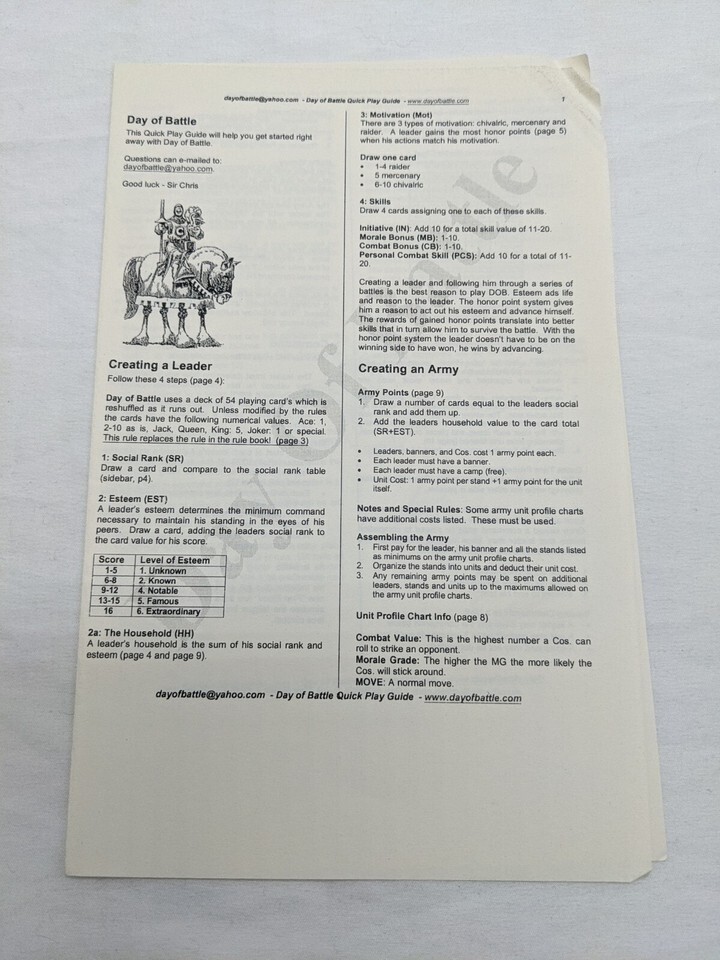 dayofbattle@yahoo.com - Day of Battle Quick Play Guide - www.dayofbattle.com
1
Day of Battle
This Quick Play Guide will help you get started right
away with Day of Battle.
Questions can e-mailed to:
dayofbattle@yahoo.com.
Good luck - Sir Chris
Creating a Leader
Follow these 4 steps (page 4):
Day of Battle uses a deck of 54 playing card's which is
reshuffled as it runs out. Unless modified by the rules
the cards have the following numerical values. Ace: 1,
2-10 as is, Jack, Queen, King: 5, Joker: 1 or special.
This rule replaces the rule in the rule book! (page 3)
1: Social Rank (SR)
Draw a card and compare to the social rank table
(sidebar, p4).
2: Esteem (EST)
A leader's esteem determines the minimum command
necessary to maintain his standing in the eyes of his
peers. Draw a card, adding the leaders social rank to
the card value for his score.
Score Level of Esteem
1-5 1. Unknown
6-8 2. Known
9-12 4. Notable
13-15 5. Famous
16 6. Extraordinary
2a: The Household (HH)
A leader's household is the sum of his social rank and
esteem (page 4 and page 9).
3: Motivation (Mot)
There are 3 types of motivation: chivalric, mercenary and
raider. A leader gains the most honor points (page 5)
when his actions match his motivation.
Draw one card
• 1-4 raider
• 5 mercenary
• 6-10 chivalric
4: Skills
Draw 4 cards assigning one to each of these skills.
Initiative (IN): Add 10 for a total skill value of 11-20.
Morale Bonus (MB): 1-10.
Combat Bonus (CB): 1-10.
Personal Combat Skill (PCS): Add 10 for a total of 11-
20.
Creating a leader and following him through a series of
battles is the best reason to play DOB. Esteem ads life
and reason to the leader. The honor point system gives
him a reason to act out his esteem and advance himself.
The rewards of gained honor points translate into better
skills that in turn allow him to survive the battle. With the
honor point system the leader doesn't have to be on the
winning side to have won, he wins by advancing.
Creating an Army
Army Points (page 9)
1. Draw a number of cards equal to the leaders social
rank and add them up.
2. Add the leaders household value to the card total
(SR+EST).
• Leaders, banners, and Cos. cost 1 army point each.
• Each leader must have a banner.
• Each leader must have a camp (free).
• Unit Cost: 1 army point per stand +1 army point for the unit
itself.
Notes and Special Rules: Some army unit profile charts
have additional costs listed. These must be used.
Assembling the Army
1. First pay for the leader, his banner and all the stands listed
as minimums on the army unit profile charts.
2. Organize the stands into units and deduct their unit cost.
3. Any remaining army points may be spent on additional
leaders, stands and units up to the maximums allowed on
the army unit profile charts.
Unit Profile Chart Info (page 8)
Combat Value: This is the highest number a Cos. can
roll to strike an opponent.
Morale Grade: The higher the MG the more likely the
Cos. will stick around.
MOVE: A normal move.
dayofbattle@yahoo.com - Day of Battle Quick Play Guide - www.dayofbattle.com
Day Of Battle